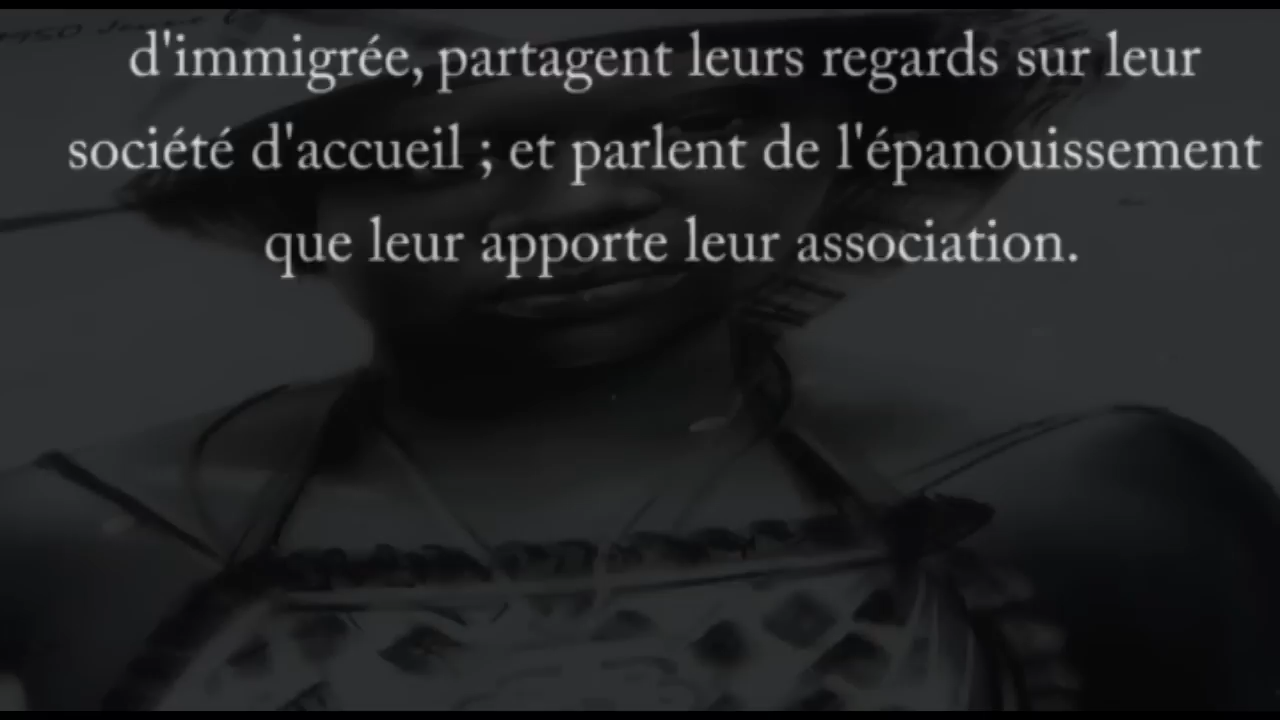 d'immigrée, partagent leurs regards sur leur
société d'accueil ; et parlent de l'épanouissement
que leur apporte leur association.